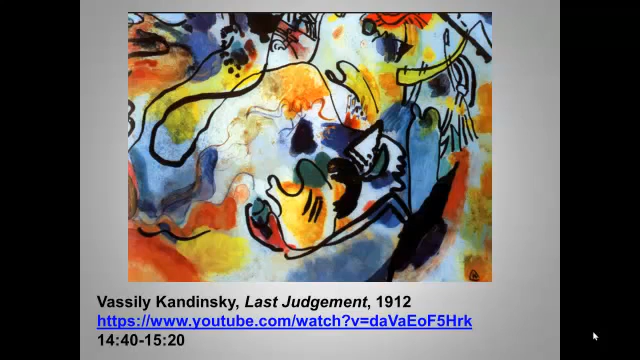 Vassily Kandinsky, Last Judgement, 1912
https://www.youtube.com/watch?v=daVaEoF5Hrk
14:40-15:20